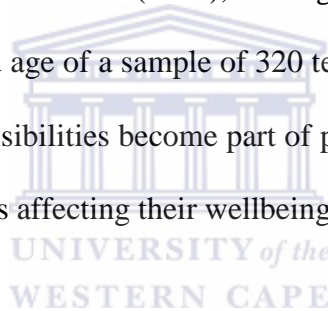 age of a sample of 320 te
sibilities become part of p
s affecting their wellbeing
UNIVERSITY of the
WESTERN CAPE